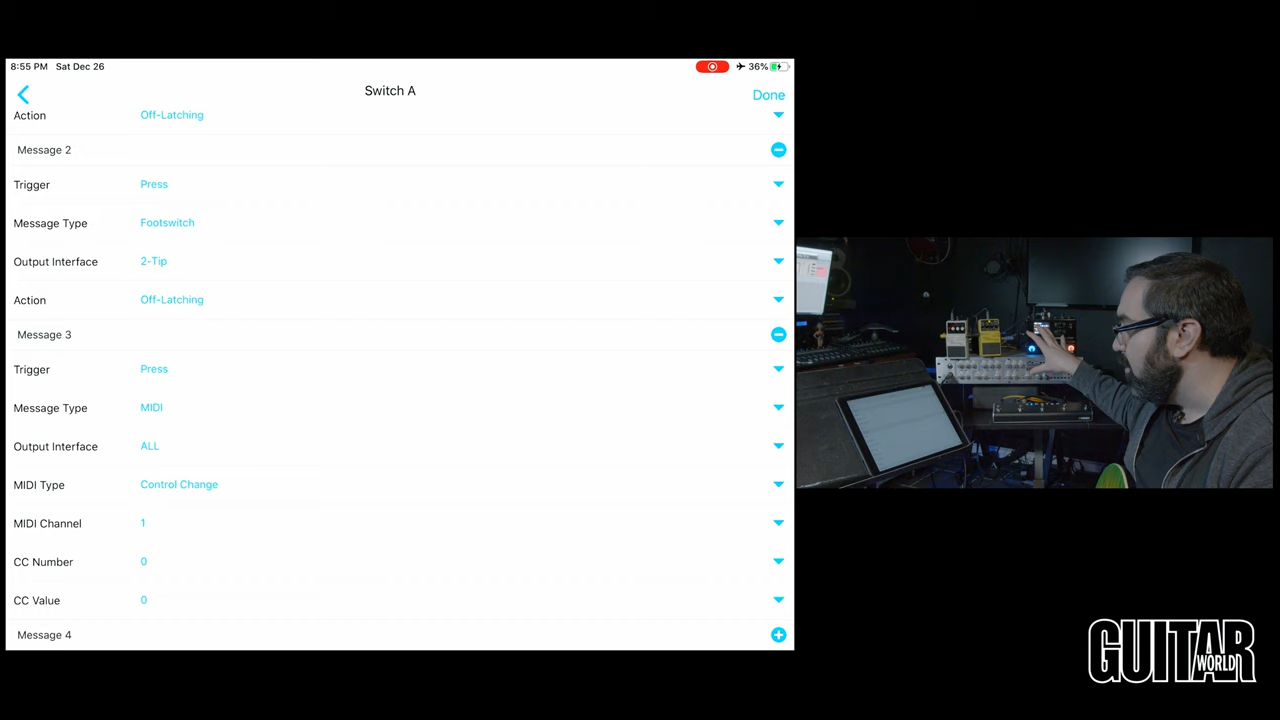 8:55 PM Sat Dec 26
36%
Switch A
Done
Action Off-Latching
Message 2
Trigger Press
Message Type Footswitch
Output Interface 2-Tip
Action Off-Latching
Message 3
Trigger Press
Message Type MIDI
Output Interface ALL
MIDI Type Control Change
MIDI Channel 1
CC Number 0
CC Value 0
Message 4
GUITAR
WORLD